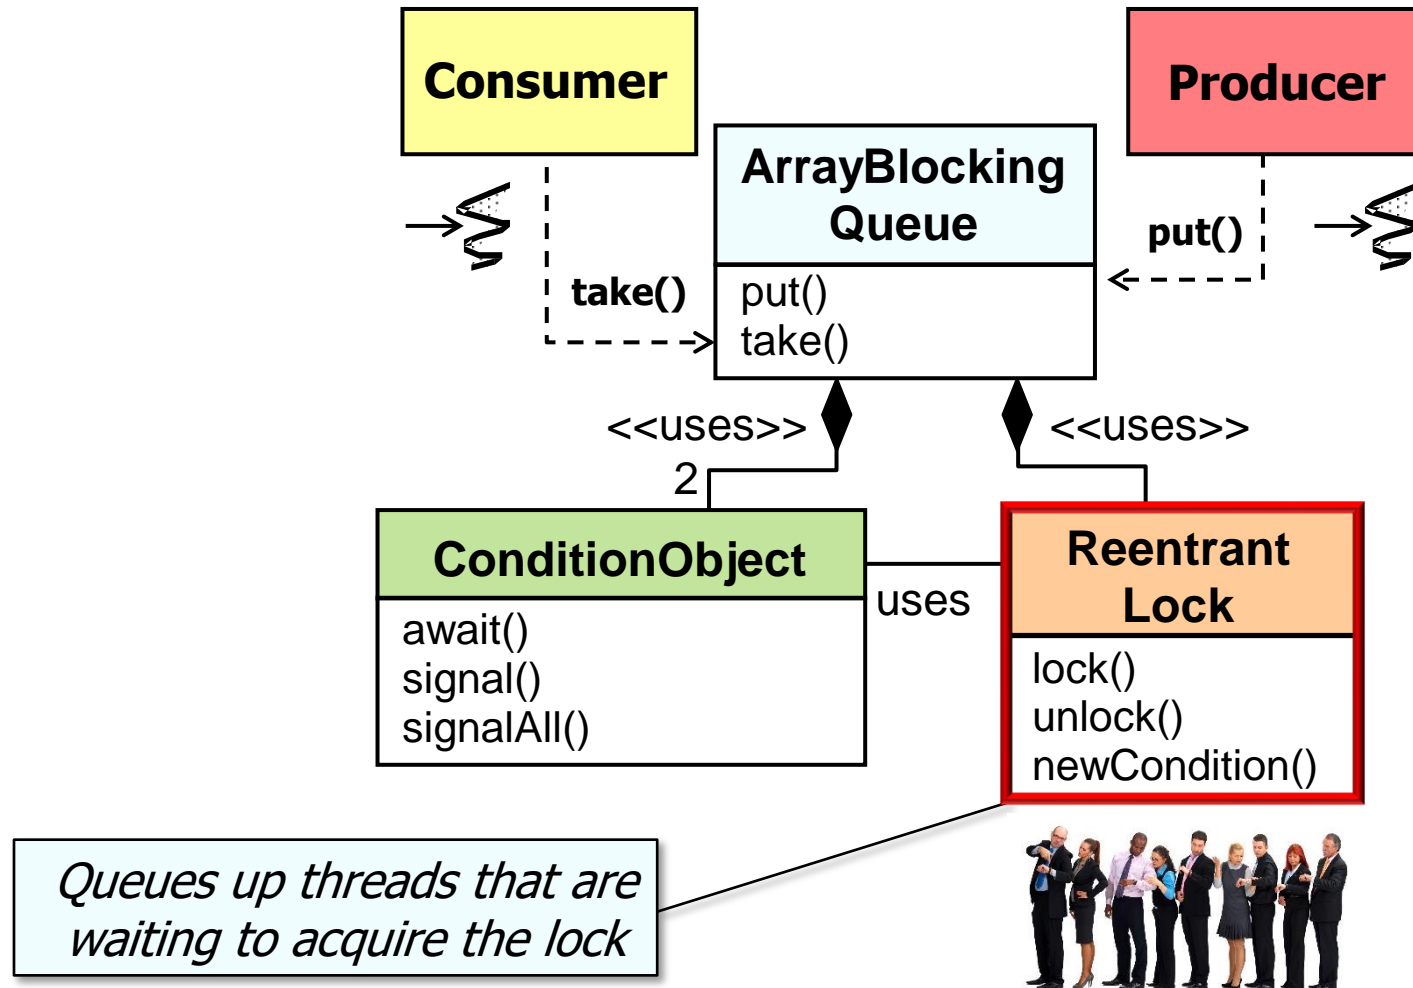 Consumer
Producer
ArrayBlocking
Queue
put()
take()
put()
take()
<<uses>>
<<uses>>
2
ConditionObject
await()
signal()
signalAll()
uses
Reentrant
Lock
lock()
unlock()
newCondition()
Queues up threads that are
waiting to acquire the lock